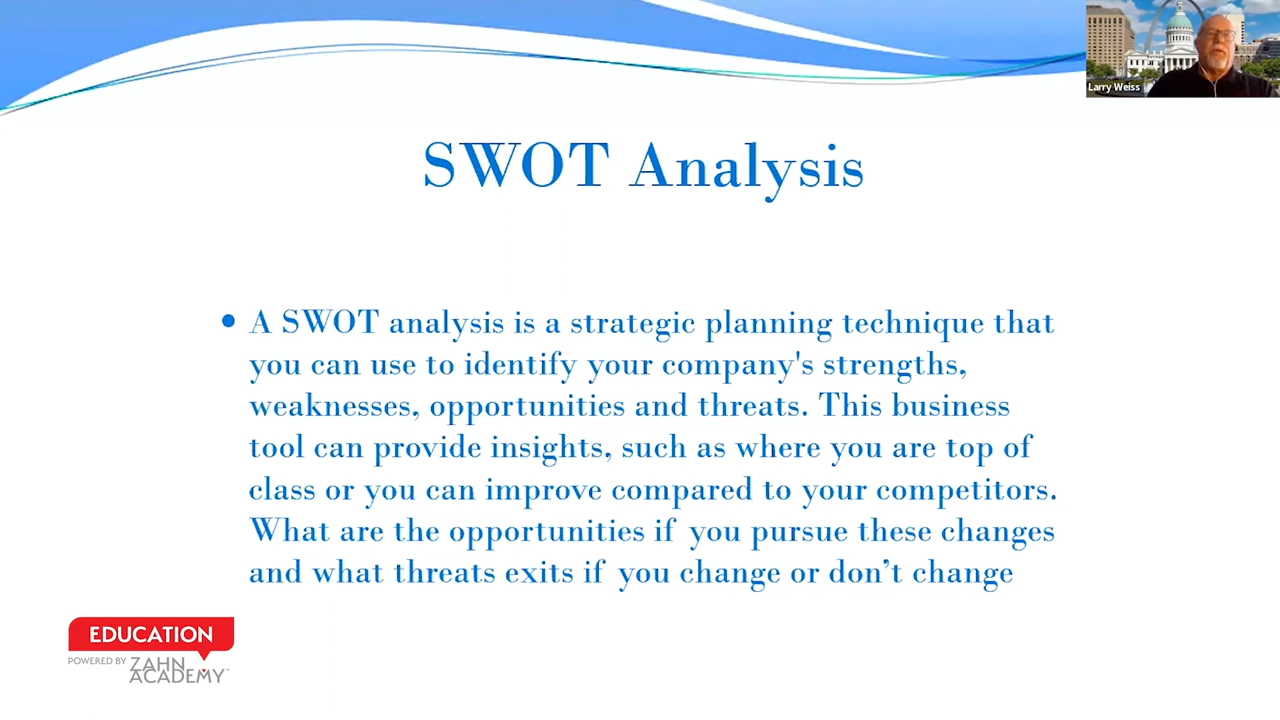 Larry Weiss
SWOT Analysis
• A SWOT analysis is a strategic planning technique that
you can use to identify your company's strengths,
weaknesses, opportunities and threats. This business
tool can provide insights, such as where you are top of
class or you can improve compared to your competitors.
What are the opportunities if you pursue these changes
and what threats exits if you change or don’t change
EDUCATION
POWERED BY ZAHN
ACADEMY